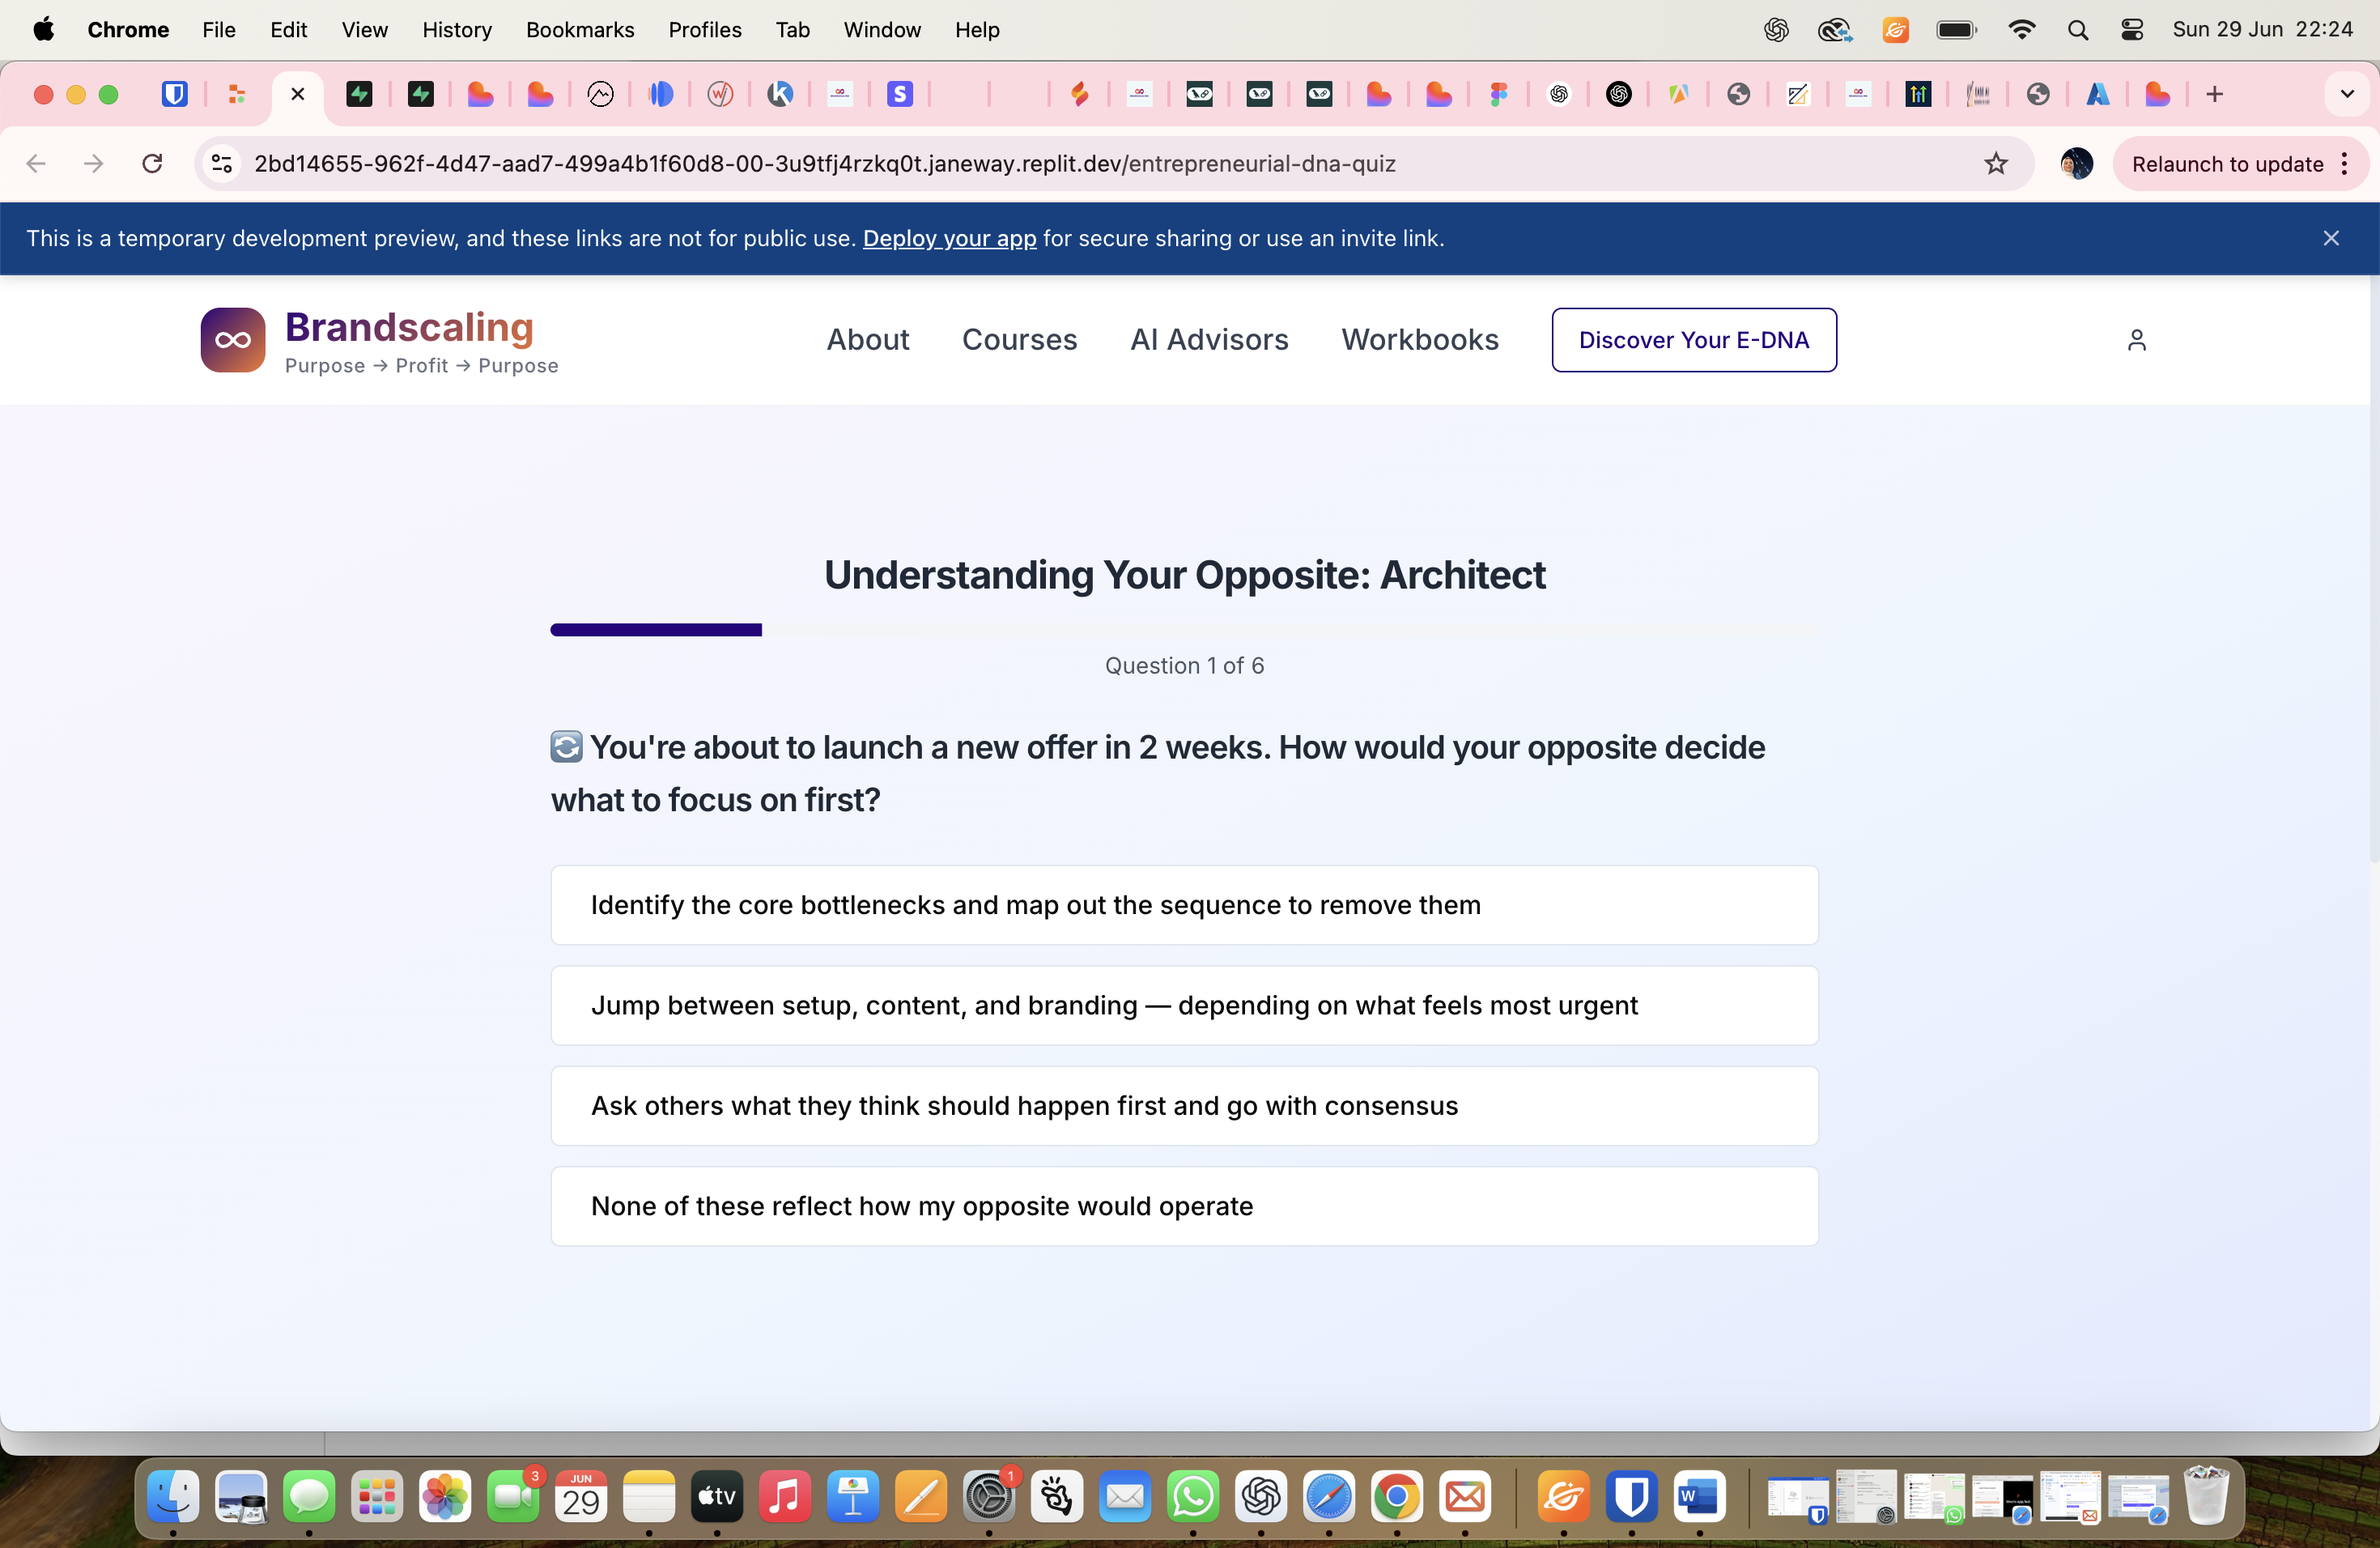 Chrome File Edit View History Bookmarks Profiles Tab Window Help Sun 29 Jun 22:24
2bd14655-962f-4d47-aad7-499a4b1f60d8-00-3u9tfj4rzkq0t.janeway.replit.dev/entrepreneurial-dna-quiz Relaunch to update
This is a temporary development preview, and these links are not for public use. Deploy your app for secure sharing or use an invite link.
Brandscaling
Purpose → Profit → Purpose
About Courses AI Advisors Workbooks Discover Your E-DNA
Understanding Your Opposite: Architect
Question 1 of 6
🔄 You're about to launch a new offer in 2 weeks. How would your opposite decide
what to focus on first?
Identify the core bottlenecks and map out the sequence to remove them
Jump between setup, content, and branding — depending on what feels most urgent
Ask others what they think should happen first and go with consensus
None of these reflect how my opposite would operate
3
JUN
29
tv
1
W